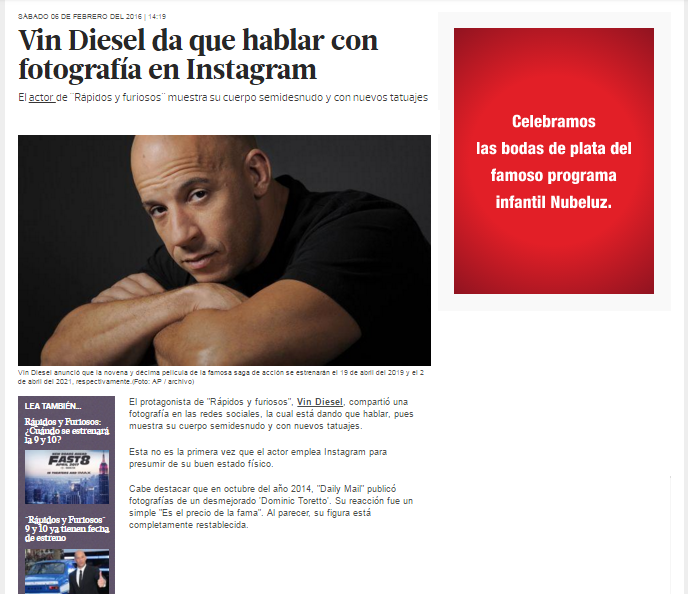 SÁBADO 06 DE FEBRERO DEL 2016 | 14:19
Vin Diesel da que hablar con
fotografía en Instagram
El actor de ¨Rápidos y furiosos¨ muestra su cuerpo semidesnudo y con nuevos tatuajes
Vin Diesel anunció que la novena y décima película de la famosa saga de acción se estrenarán el 19 de abril del 2019 y el 2
de abril del 2021, respectivamente.(Foto: AP / archivo)
LEA TAMBIÉN...
Rápidos y Furiosos:
¿Cuándo se estrenará
la 9 y 10?
FAST8
"Rápidos y Furiosos"
9 y 10 ya tienen fecha
de estreno
El protagonista de "Rápidos y furiosos", Vin Diesel, compartió una
fotografía en las redes sociales, la cual está dando que hablar, pues
muestra su cuerpo semidesnudo y con nuevos tatuajes.
Esta no es la primera vez que el actor emplea Instagram para
presumir de su buen estado físico.
Cabe destacar que en octubre del año 2014, "Daily Mail" publicó
fotografías de un desmejorado 'Dominic Toretto'. Su reacción fue un
simple "Es el precio de la fama". Al parecer, su figura está
completamente restablecida.
Celebramos
las bodas de plata del
famoso programa
infantil Nubeluz.